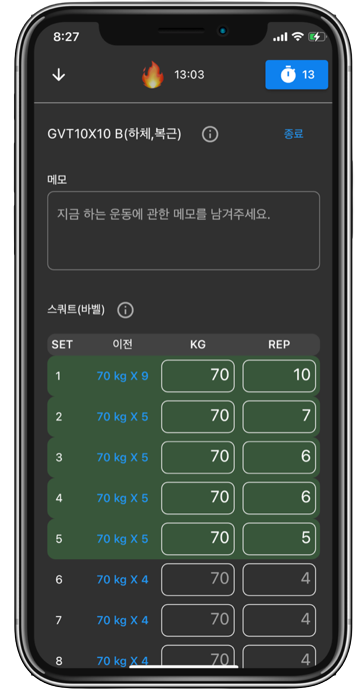 8:27
13:03
13
GVT10X10 B(하체,복근)
종료
메모
지금 하는 운동에 관한 메모를 남겨주세요.
스쿼트(바벨)
SET 이전 KG REP
1 70 kg X 9 70 10
2 70 kg X 5 70 7
3 70 kg X 5 70 6
4 70 kg X 5 70 6
5 70 kg X 5 70 5
6 70 kg X 4 70 4
7 70 kg X 4 70 4
8 70 kg X 4 70 4